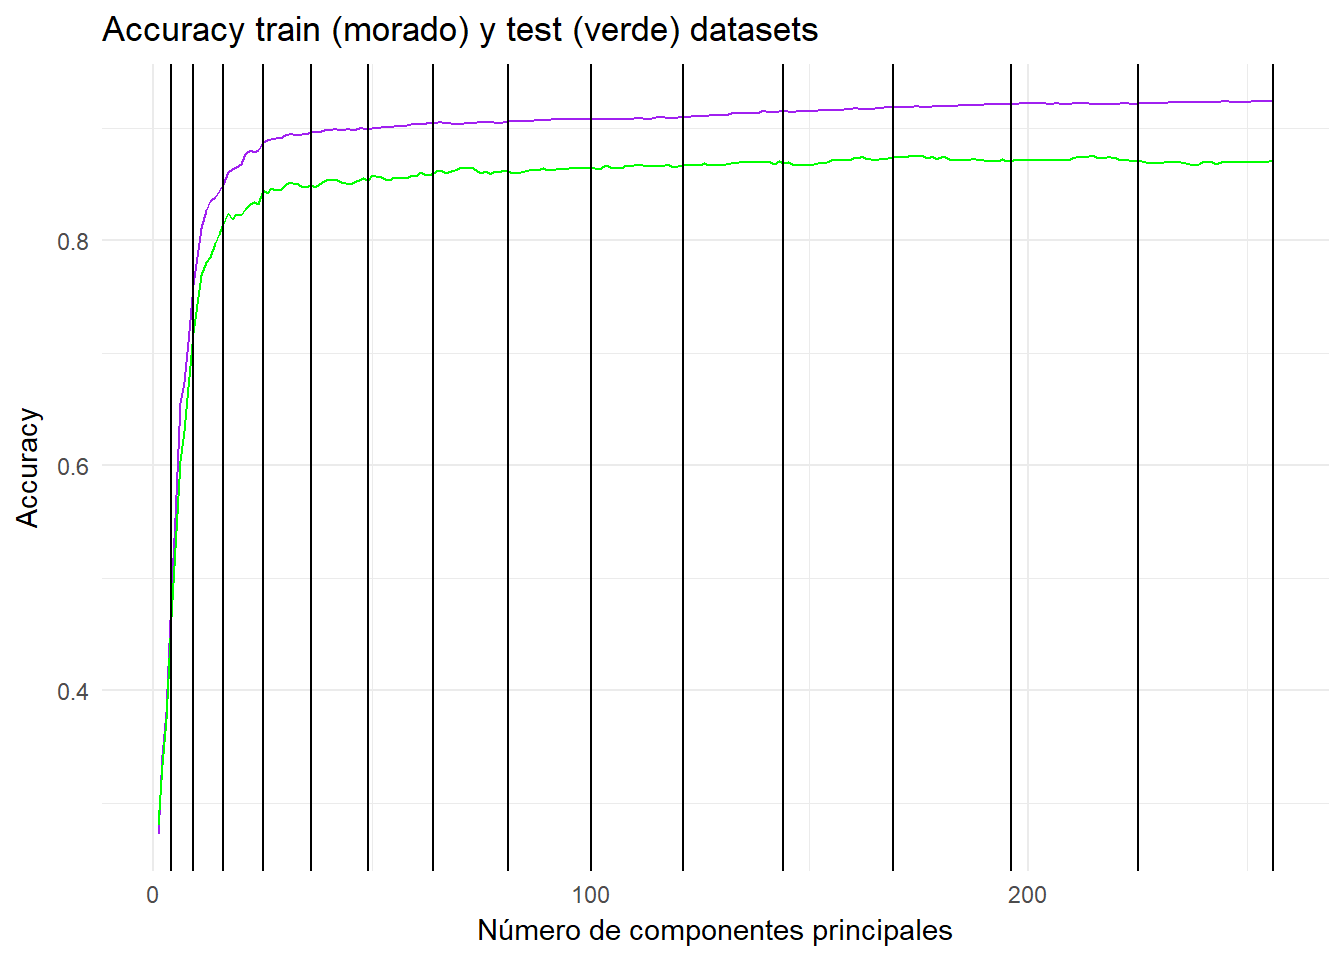 Accuracy train (morado) y test (verde) datasets
0.8
0.6
0.4
Accuracy
0
100
200
Número de componentes principales